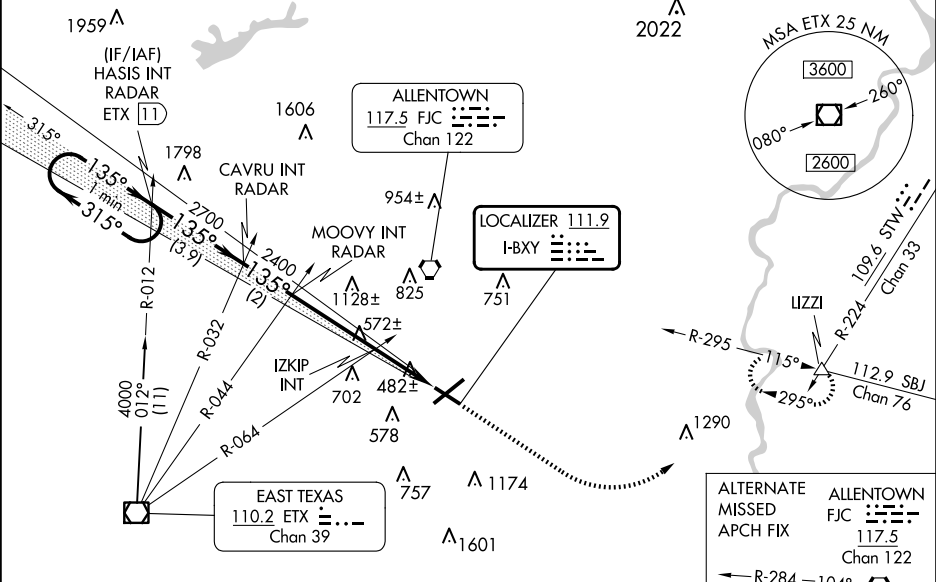 1959
2022
MSA ETX 25 NM
3600
260°
080°
2600
(IF/IAF)
HASIS INT
RADAR
ETX 11
1606
ALLENTOWN
117.5 FJC
Chan 122
315°
1798
CAVRU INT
RADAR
135°
1 min
315°
954±
2700
135°
(3.9)
MOOVY INT
RADAR
LOCALIZER 111.9
I-BXY
2400
135°
(2)
109.6 STW
Chan 33
R-012
1128±
825
751
LIZZI
R-224
572±
R-032
R-295
115°
IZKIP
INT
702
482±
295°
112.9 SBJ
Chan 76
4000
012°
(11)
R-044
R-064
578
1290
757
1174
EAST TEXAS
110.2 ETX
Chan 39
1601
ALTERNATE
MISSED
APCH FIX
ALLENTOWN
FJC
117.5
Chan 122
R-284
104°